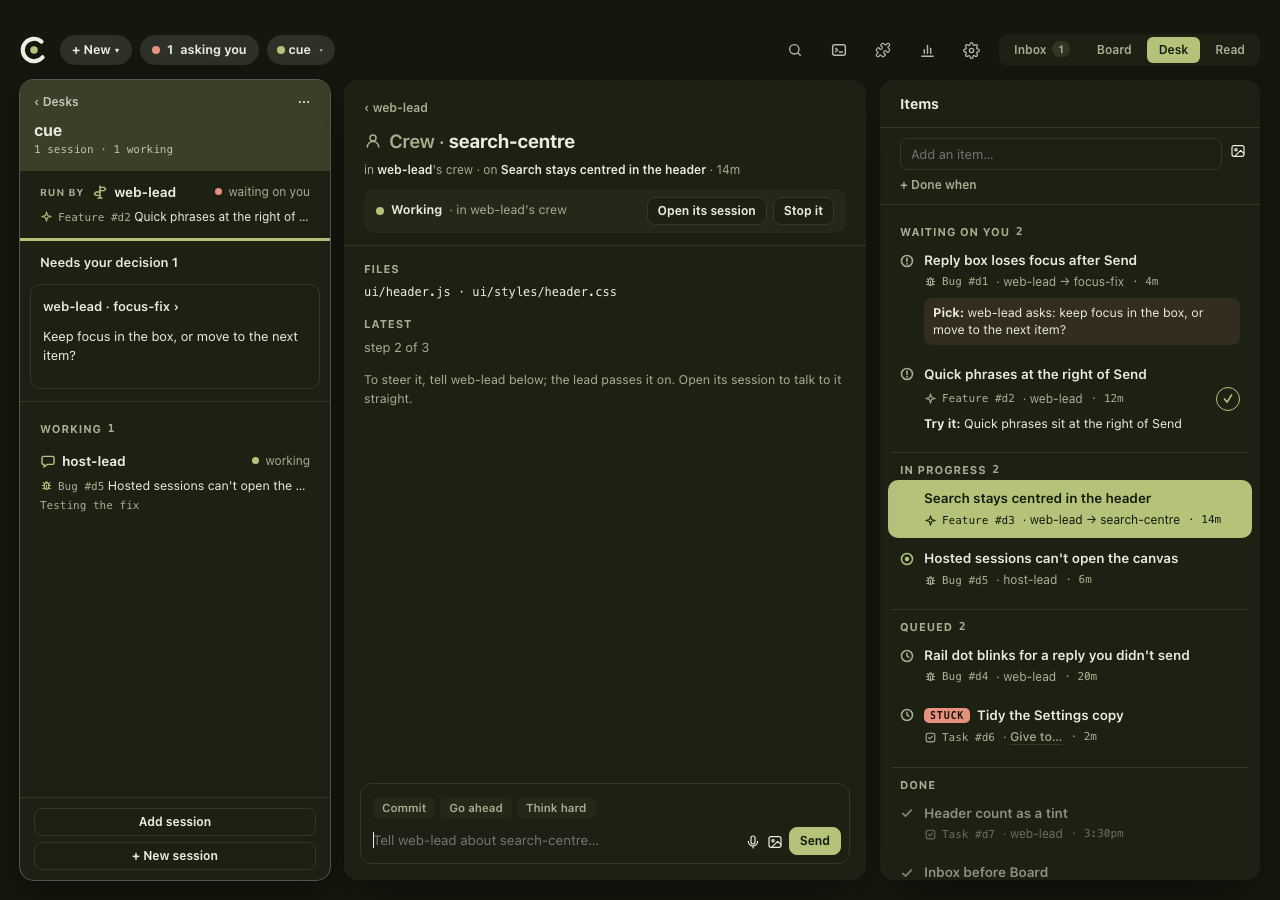 + New ▾
1 asking you
cue ·
Inbox 1
Board
Desk
Read
‹ Desks
···
cue
1 session · 1 working
RUN BY web-lead
waiting on you
Feature #d2 Quick phrases at the right of …
Needs your decision 1
web-lead · focus-fix ›
Keep focus in the box, or move to the next
item?
WORKING 1
host-lead
working
Bug #d5 Hosted sessions can't open the …
Testing the fix
Add session
+ New session
‹ web-lead
Crew · search-centre
in web-lead's crew · on Search stays centred in the header · 14m
Working · in web-lead's crew
Open its session
Stop it
FILES
ui/header.js · ui/styles/header.css
LATEST
step 2 of 3
To steer it, tell web-lead below; the lead passes it on. Open its session to talk to it
straight.
Commit
Go ahead
Think hard
Tell web-lead about search-centre…
Send
Items
Add an item…
+ Done when
WAITING ON YOU 2
Reply box loses focus after Send
Bug #d1 · web-lead → focus-fix · 4m
Pick: web-lead asks: keep focus in the box, or
move to the next item?
Quick phrases at the right of Send
Feature #d2 · web-lead · 12m
Try it: Quick phrases sit at the right of Send
IN PROGRESS 2
Search stays centred in the header
Feature #d3 · web-lead → search-centre · 14m
Hosted sessions can't open the canvas
Bug #d5 · host-lead · 6m
QUEUED 2
Rail dot blinks for a reply you didn't send
Bug #d4 · web-lead · 20m
STUCK Tidy the Settings copy
Task #d6 · Give to… · 2m
DONE
Header count as a tint
Task #d7 · web-lead · 3:30pm
Inbox before Board